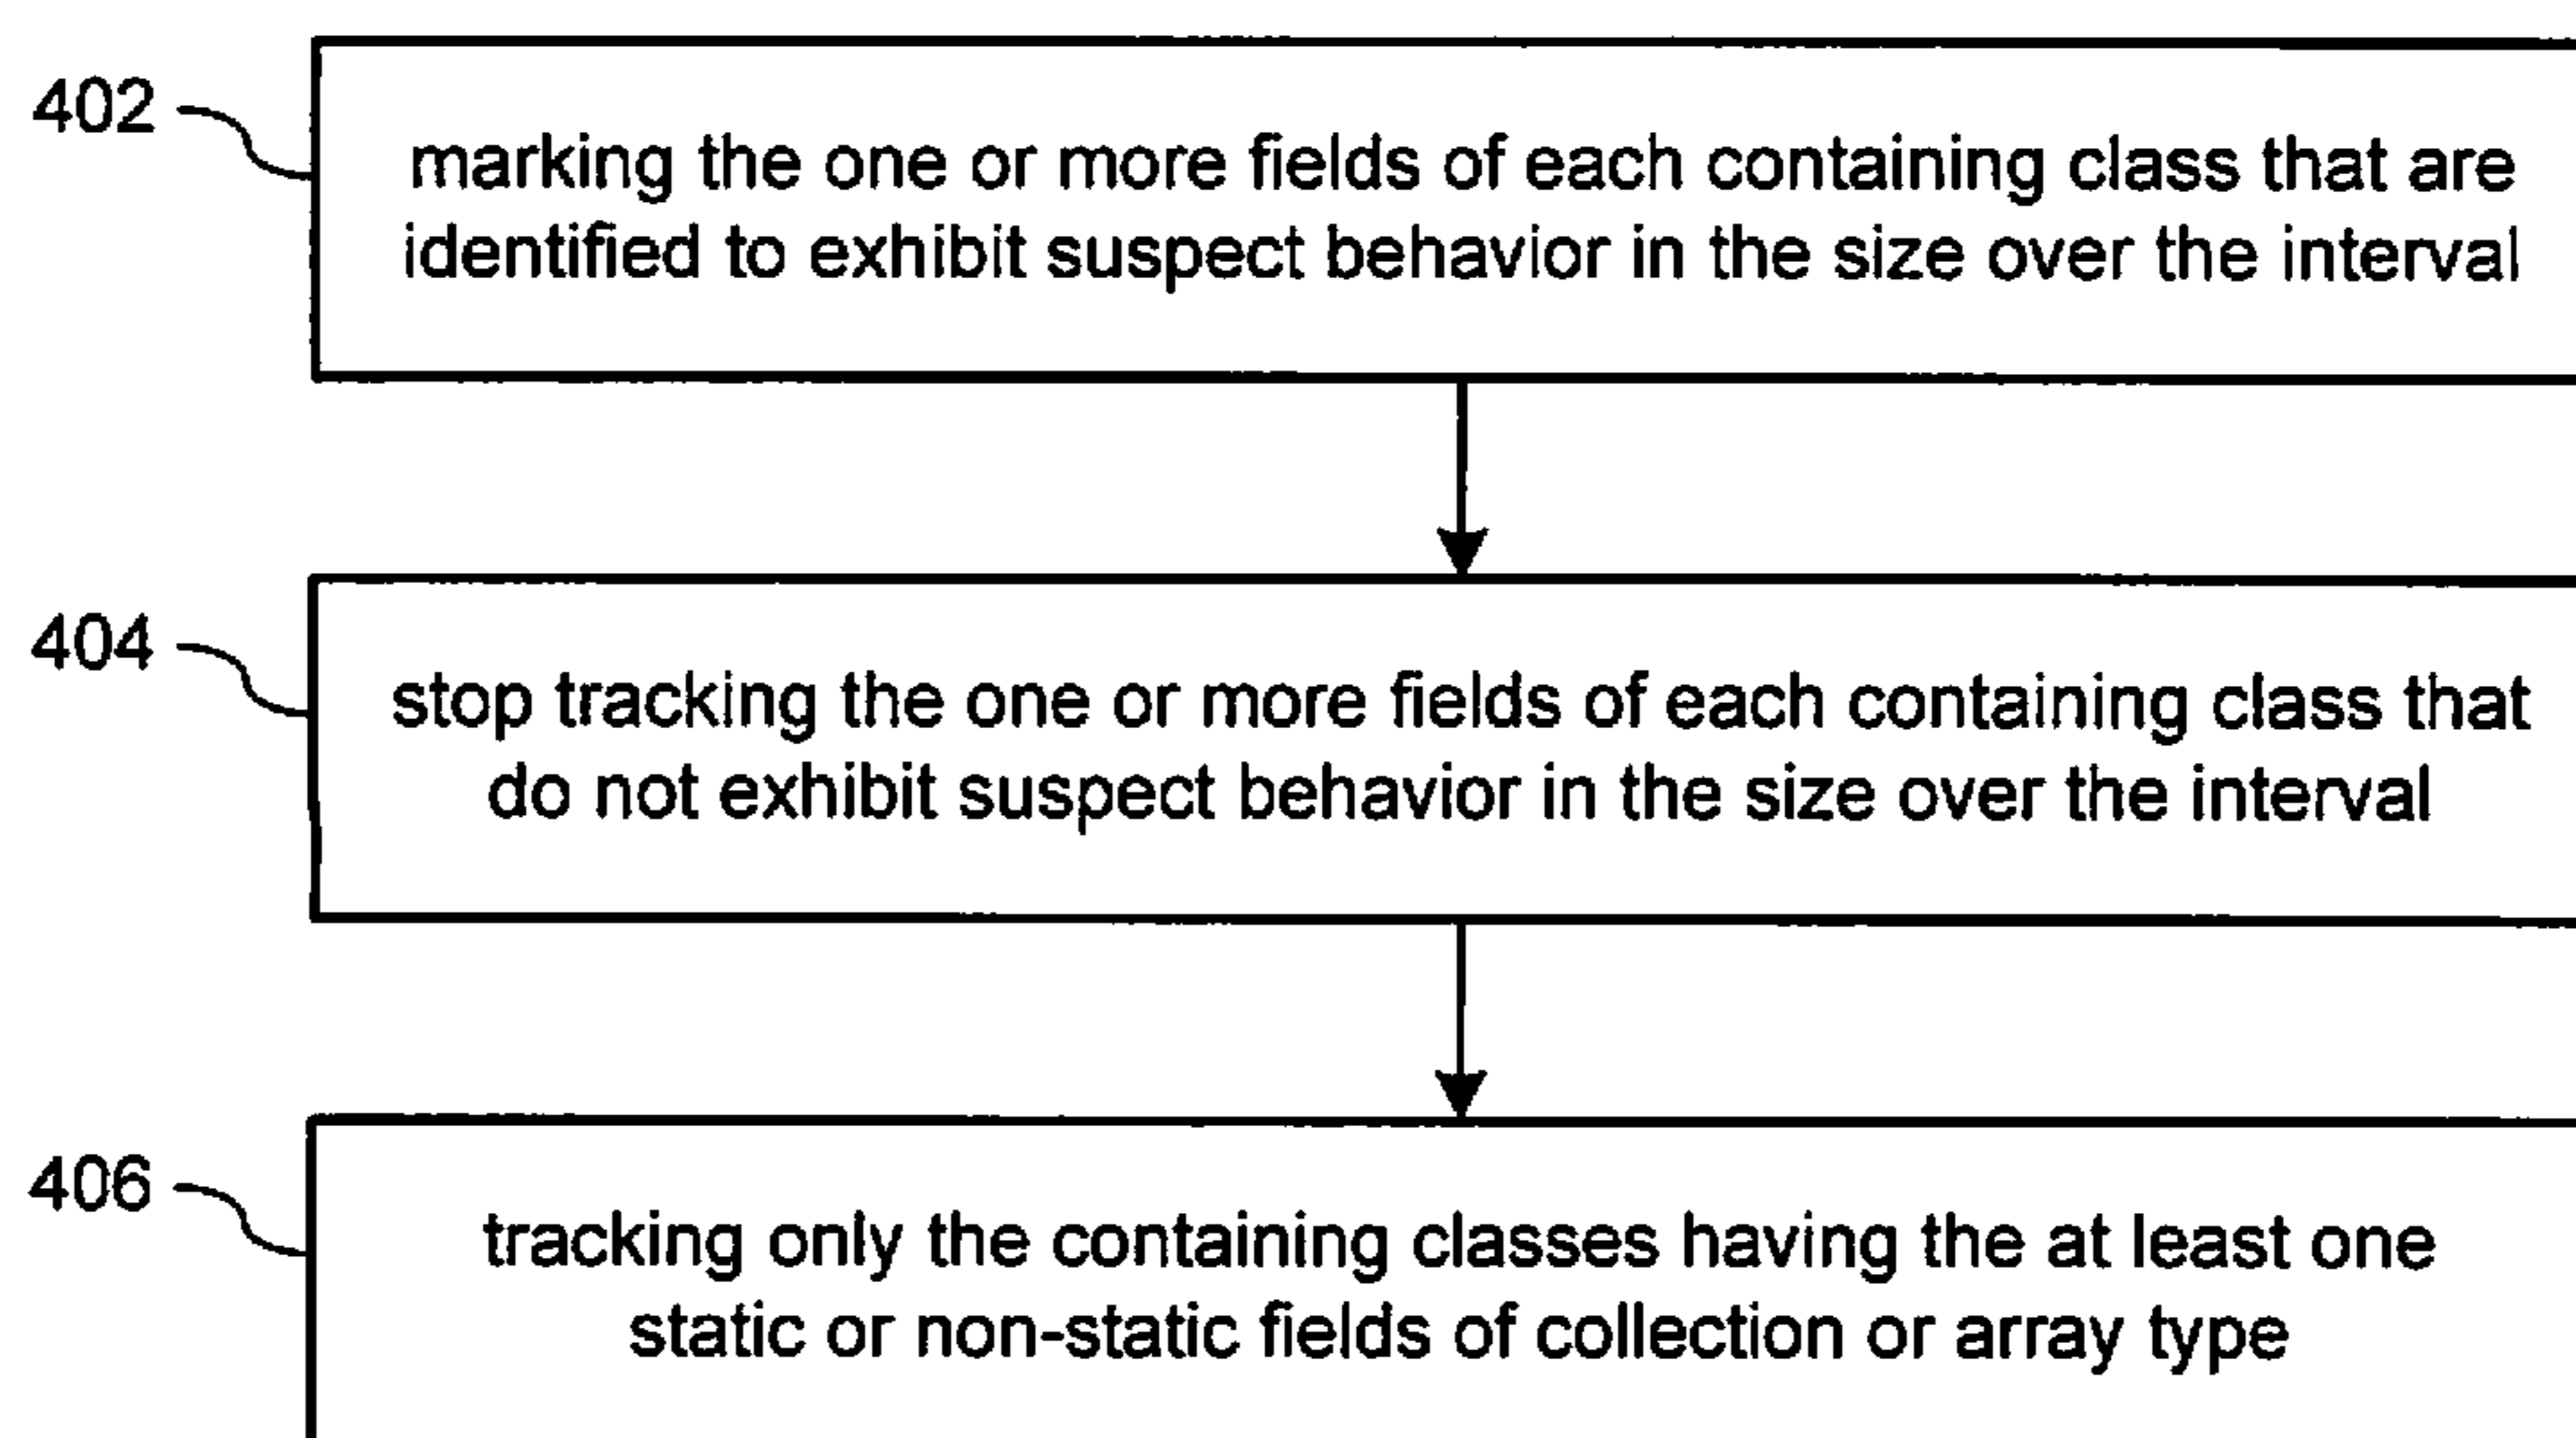 402
marking the one or more fields of each containing class that are
identified to exhibit suspect behavior in the size over the interval
404
stop tracking the one or more fields of each containing class that
do not exhibit suspect behavior in the size over the interval
406
tracking only the containing classes having the at least one
static or non-static fields of collection or array type